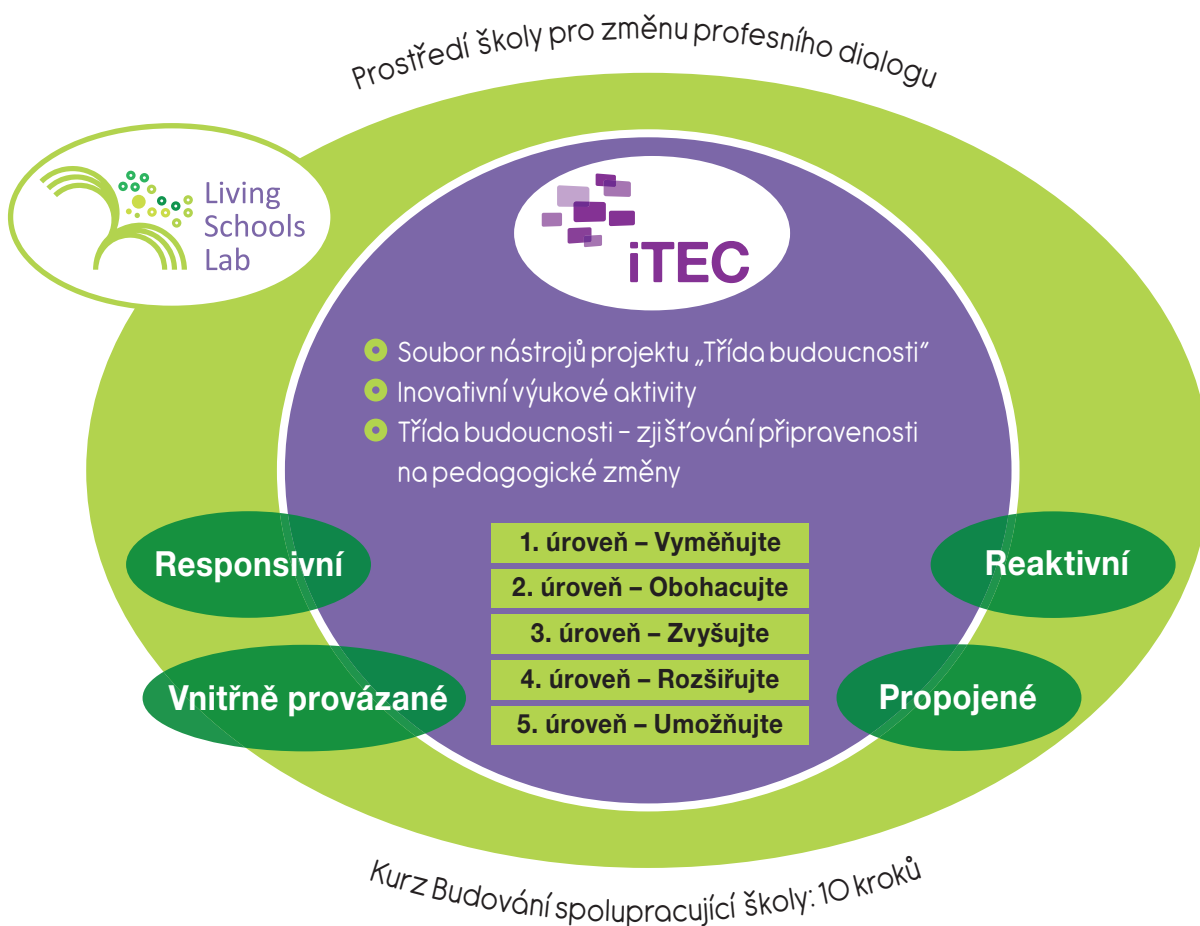 Prostředí školy pro změnu profesního dialogu
Living
Schools
Lab
iTEC
Soubor nástrojů projektu „Třída budoucnosti“
Inovativní výukové aktivity
Třída budoucnosti – zjišťování připravenosti
na pedagogické změny
Responsivní
Vnitřně provázané
1. úroveň – Vyměňujte
2. úroveň – Obohacujte
3. úroveň – Zvyšujte
4. úroveň – Rozšiřujte
5. úroveň – Umožňujte
Reaktivní
Propojené
Kurz Budování spolupracující školy: 10 kroků